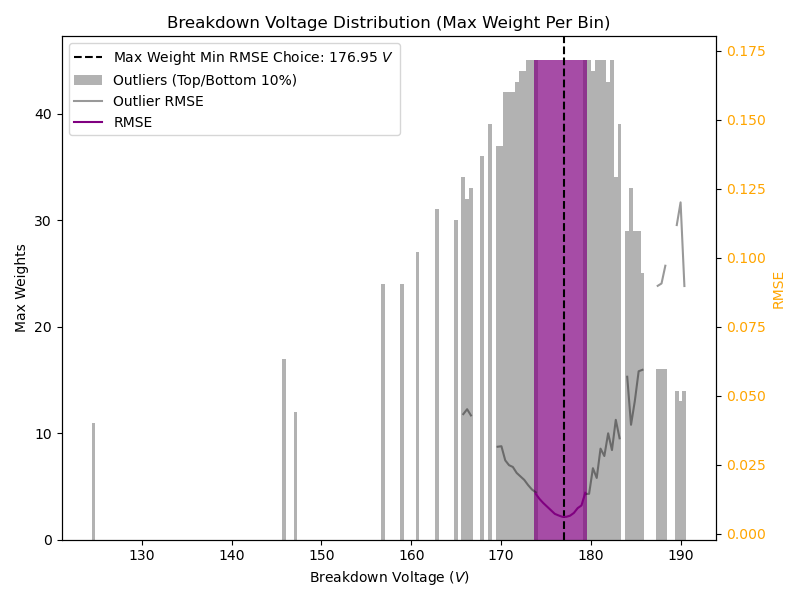 Breakdown Voltage Distribution (Max Weight Per Bin)
Max Weight Min RMSE Choice: 176.95 V
Outliers (Top/Bottom 10%)
Outlier RMSE
RMSE
Max Weights
0
10
20
30
40
130
140
150
160
170
180
190
Breakdown Voltage (V)
0.175
0.150
0.125
0.100
0.075
0.050
0.025
0.000
RMSE